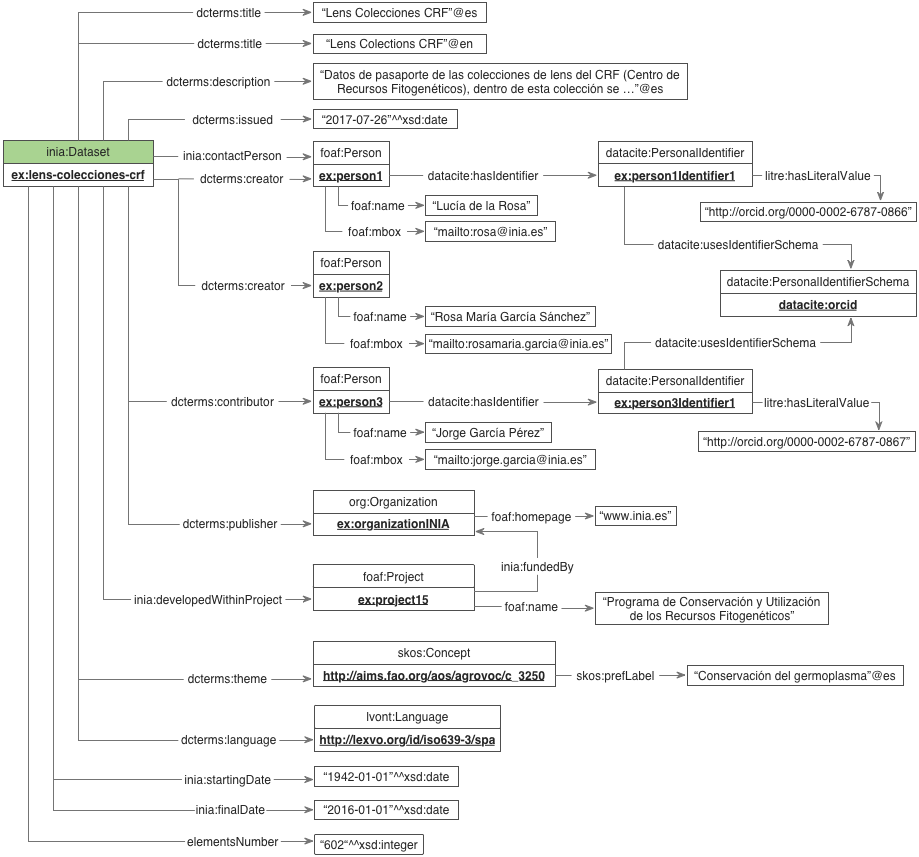 dcterms:title
“Lens Colecciones CRF”@es
dcterms:title
“Lens Colections CRF”@en
dcterms:description
“Datos de pasaporte de las colecciones de lens del CRF (Centro de
Recursos Fitogenéticos), dentro de esta colección se ...”@es
dcterms:issued
“2017-07-26”^^xsd:date
inia:Dataset
ex:lens-colecciones-crf
inia:contactPerson
dcterms:creator
foaf:Person
ex:person1
datacite:hasIdentifier
datacite:PersonalIdentifier
ex:person1Identifier1
litre:hasLiteralValue
“http://orcid.org/0000-0002-6787-0866”
foaf:name
“Lucía de la Rosa”
foaf:mbox
“mailto:rosa@inia.es”
datacite:usesIdentifierSchema
dcterms:creator
foaf:Person
ex:person2
datacite:PersonalIdentifierSchema
datacite:orcid
foaf:name
“Rosa María García Sánchez”
foaf:mbox
“mailto:rosamaria.garcia@inia.es”
datacite:usesIdentifierSchema
dcterms:contributor
foaf:Person
ex:person3
datacite:hasIdentifier
datacite:PersonalIdentifier
ex:person3Identifier1
litre:hasLiteralValue
“http://orcid.org/0000-0002-6787-0867”
foaf:name
“Jorge García Pérez”
foaf:mbox
“mailto:jorge.garcia@inia.es”
dcterms:publisher
org:Organization
ex:organizationINIA
foaf:homepage
“www.inia.es”
inia:fundedBy
inia:developedWithinProject
foaf:Project
ex:project15
foaf:name
“Programa de Conservación y Utilización
de los Recursos Fitogenéticos”
dcterms:theme
skos:Concept
http://aims.fao.org/aos/agrovoc/c_3250
skos:prefLabel
“Conservación del germoplasma”@es
dcterms:language
lvont:Language
http://lexvo.org/id/iso639-3/spa
inia:startingDate
“1942-01-01”^^xsd:date
inia:finalDate
“2016-01-01”^^xsd:date
elementsNumber
“602“^^xsd:integer